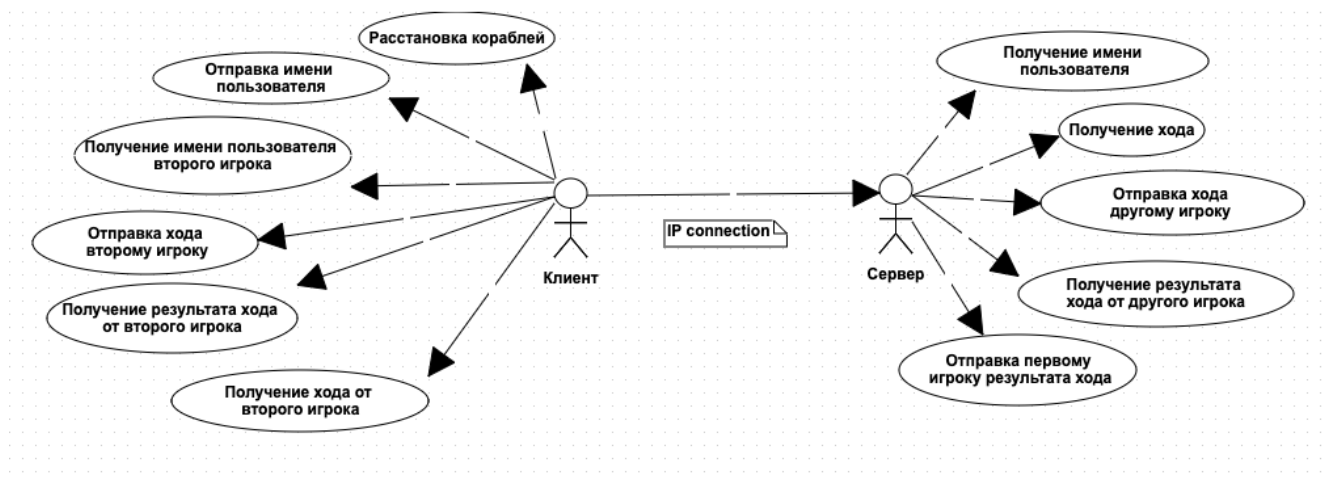 Расстановка кораблей
Отправка имени
пользователя
Получение имени пользователя
второго игрока
Отправка хода
второму игроку
Получение результата хода
от второго игрока
Получение хода от
второго игрока
Клиент
IP connection
Сервер
Получение имени
пользователя
Получение хода
Отправка хода
другому игроку
Получение результата
хода от другого игрока
Отправка первому
игроку результата хода